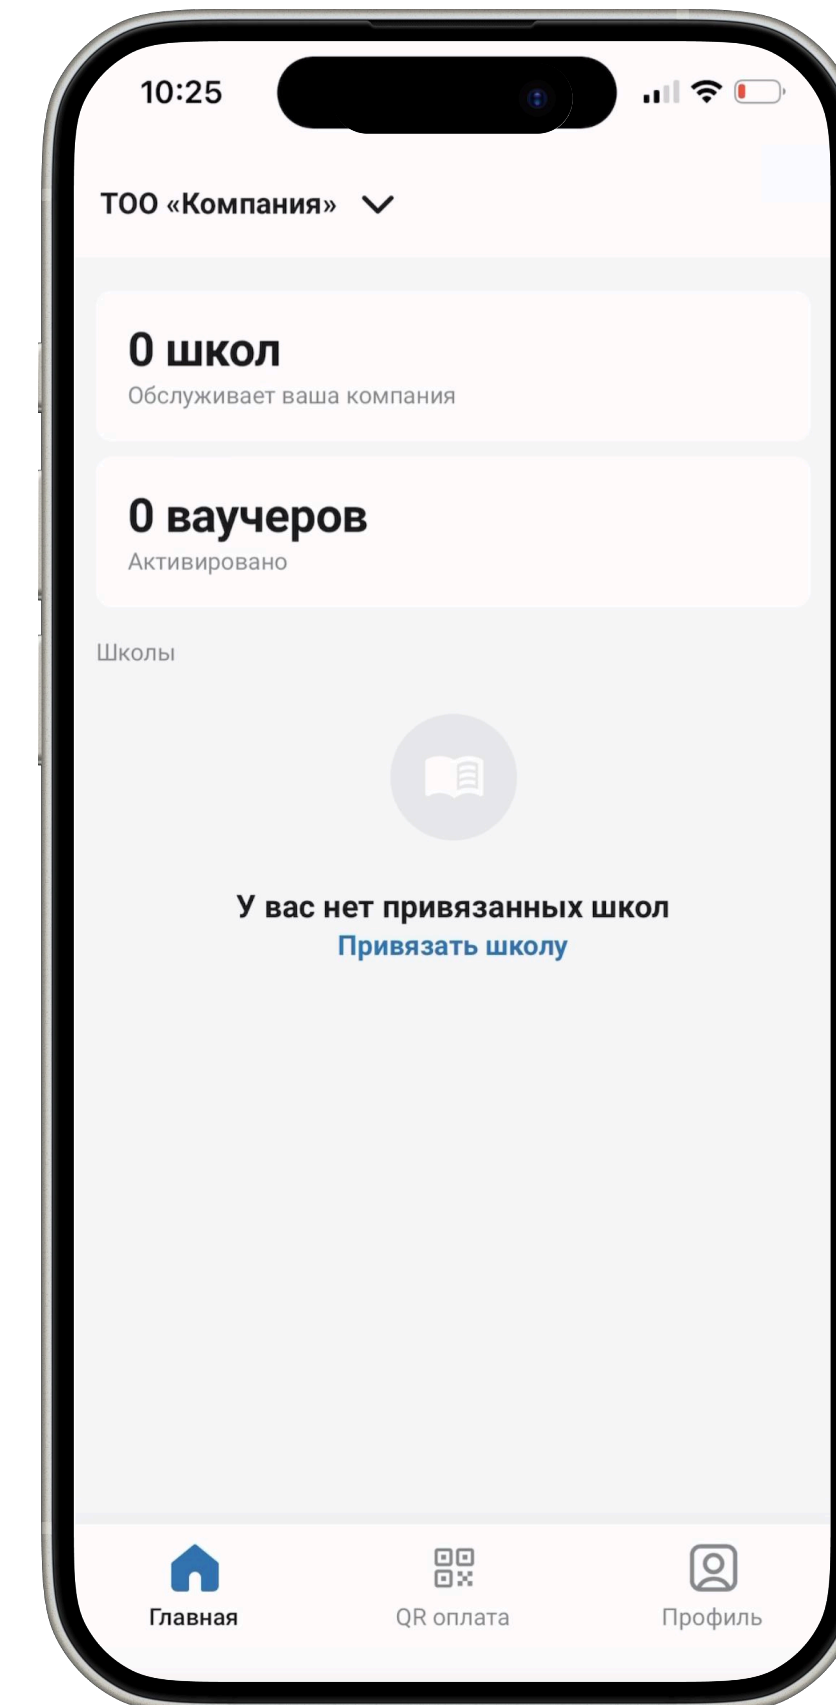 10:25
ТОО «Компания»
0 школ
Обслуживает ваша компания
0 ваучеров
Активировано
Школы
У вас нет привязанных школ
Привязать школу
Главная
QR оплата
Профиль